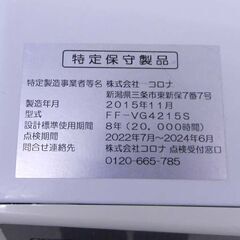 特定保守製品
特定製造事業者等名 株式会社 コロナ
新潟県三条市東新保7番7号
製造年月 2015年11月
型式 FF-VG4215S
設計標準使用期間 8年(20,000時間)
点検期間 2022年7月~2024年6月
問合せ連絡先 株式会社コロナ 点検受付窓口
0120-665-785